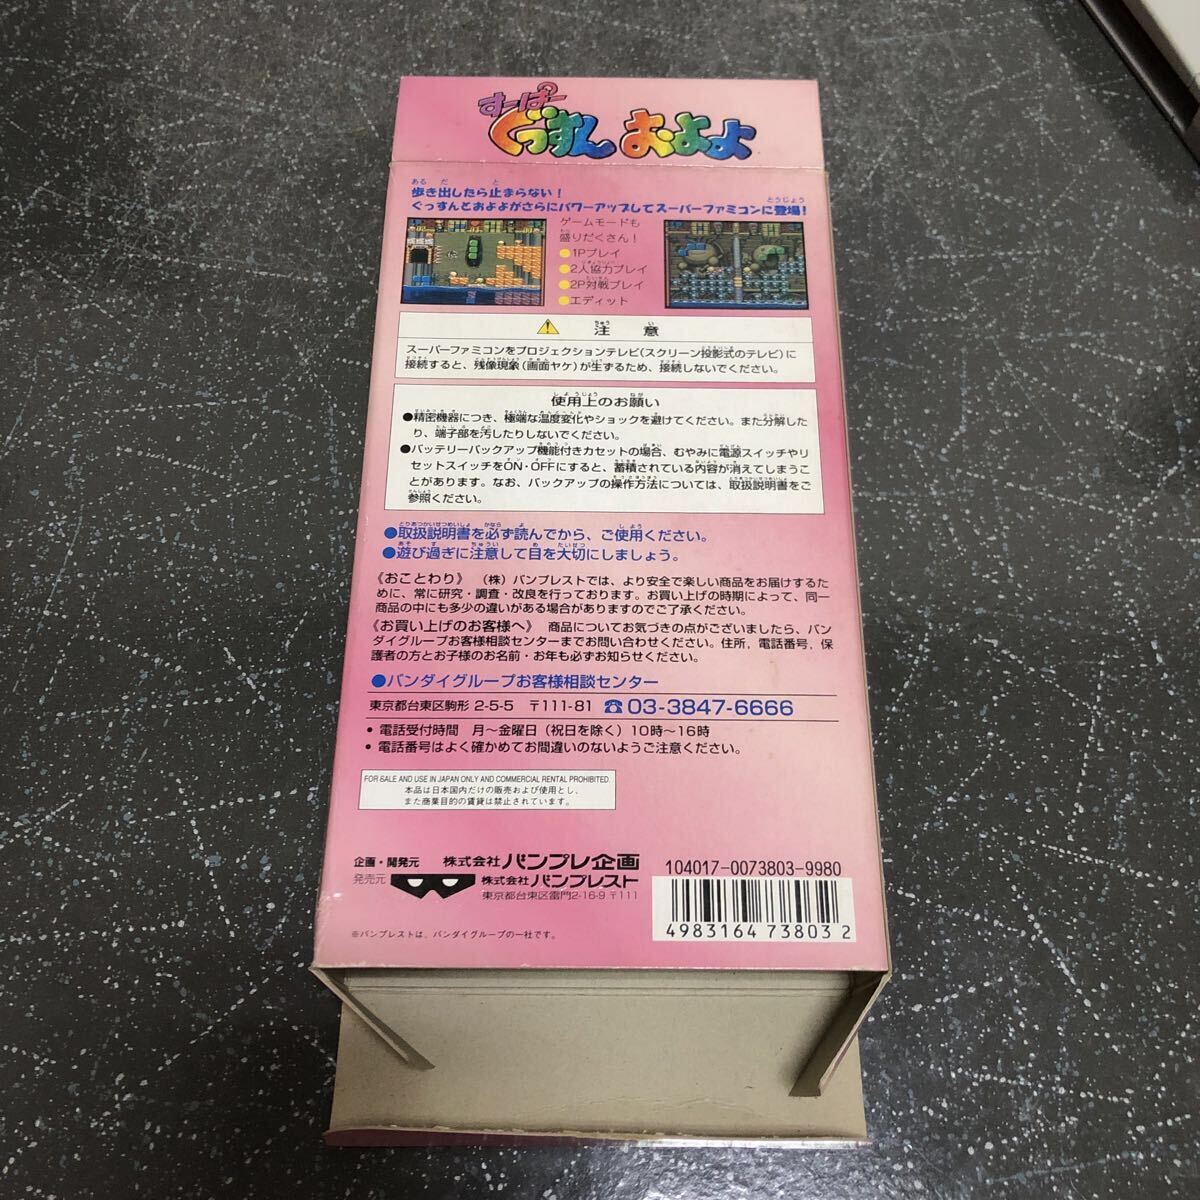 すーぱー
ぐっすんおよよ
歩き出したら止まらない!
ぐっすんとおよよがさらにパワーアップしてスーパーファミコンに登場!
ゲームモードも
盛りだくさん!
●1Pプレイ
●2人協力プレイ
●2P対戦プレイ
●エディット
注意
スーパーファミコンをプロジェクションテレビ(スクリーン投影式のテレビ)に
接続すると、残像現象(画面ヤケ)が生ずるため、接続しないでください。
使用上のお願い
●精密機器につき、極端な温度変化やショックを避けてください。また分解した
り、端子部を汚したりしないでください。
●バッテリーバックアップ機能付きカセットの場合、むやみに電源スイッチやリ
セットスイッチをON・OFFにすると、蓄積されている内容が消えてしまうこ
とがあります。なお、バックアップの操作方法については、取扱説明書をご
参照ください。
●取扱説明書を必ず読んでから、ご使用ください。
●遊び過ぎに注意して目を大切にしましょう。
《おことわり》 (株)バンプレストでは、より安全で楽しい商品をお届けするた
めに、常に研究・調査・改良を行っております。お買い上げの時期によって、同一
商品の中にも多少の違いがある場合がありますのでご了承ください。
《お買い上げのお客様へ》 商品についてお気づきの点がございましたら、バン
ダイグループお客様相談センターまでお問い合わせください。住所,電話番号,保
護者の方とお子様のお名前・お年も必ずお知らせください。
●バンダイグループお客様相談センター
東京都台東区駒形 2-5-5 〒111-81 ☎03-3847-6666
• 電話受付時間 月〜金曜日(祝日を除く)10時〜16時
• 電話番号はよく確かめてお間違いのないようご注意ください。
FOR SALE AND USE IN JAPAN ONLY AND COMMERCIAL RENTAL PROHIBITED.
本品は日本国内だけの販売および使用とし、
また商業目的の賃貸は禁止されています。
企画・開発元 株式会社バンプレ企画
発売元 株式会社バンプレスト
東京都台東区雷門2-16-9 〒111
※バンプレストは、バンダイグループの一社です。
104017-0073803-9980
4983164 73803 2